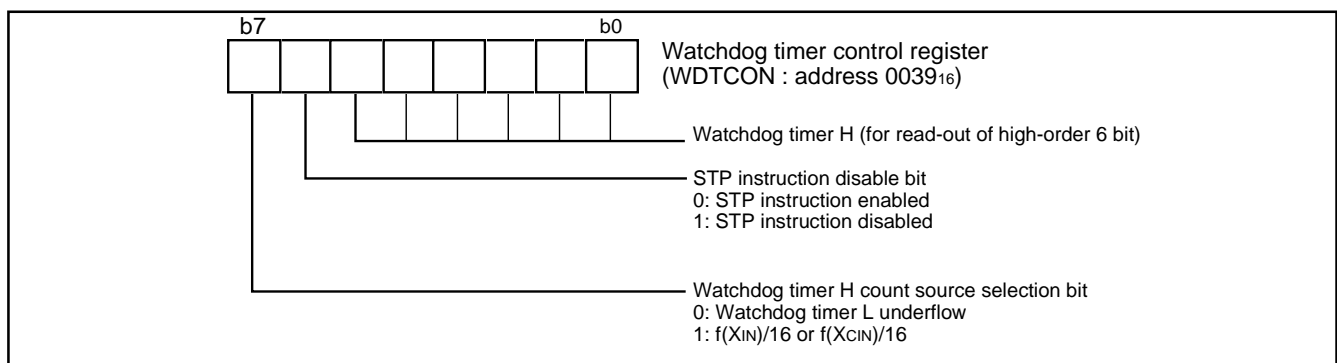 b7 b0
Watchdog timer control register
(WDTCON : address 003916)
Watchdog timer H (for read-out of high-order 6 bit)
STP instruction disable bit
0: STP instruction enabled
1: STP instruction disabled
Watchdog timer H count source selection bit
0: Watchdog timer L underflow
1: f(XIN)/16 or f(XCIN)/16